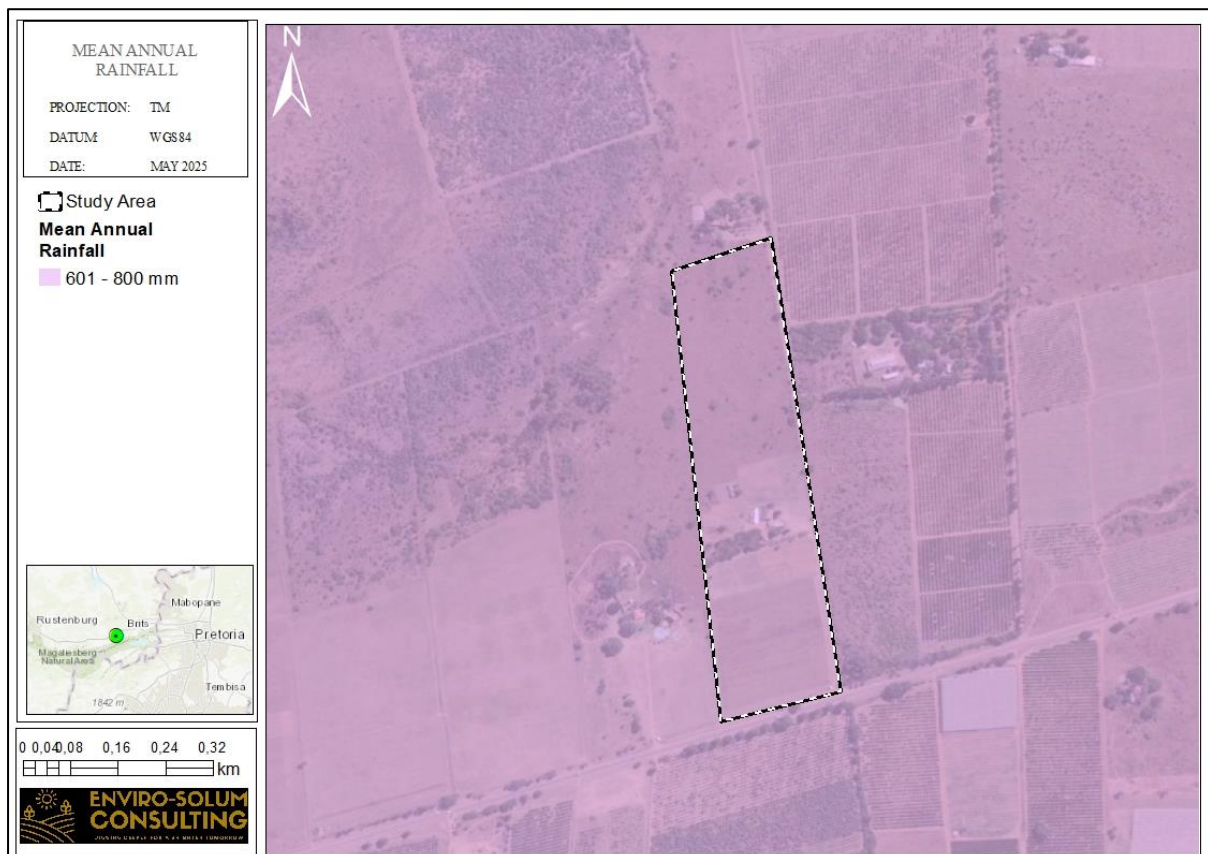 MEAN ANNUAL
RAINFALL
PROJECTION: TM
DATUM: WGS84
DATE: MAY 2025
Study Area
Mean Annual
Rainfall
601 - 800 mm
N
Mabopane
Rustenburg
Brits
Pretoria
Magaliesberg
Natural Area
Tembisa
1842 m
0 0,04 0,08 0,16 0,24 0,32
km
ENVIRO-SOLUM
CONSULTING